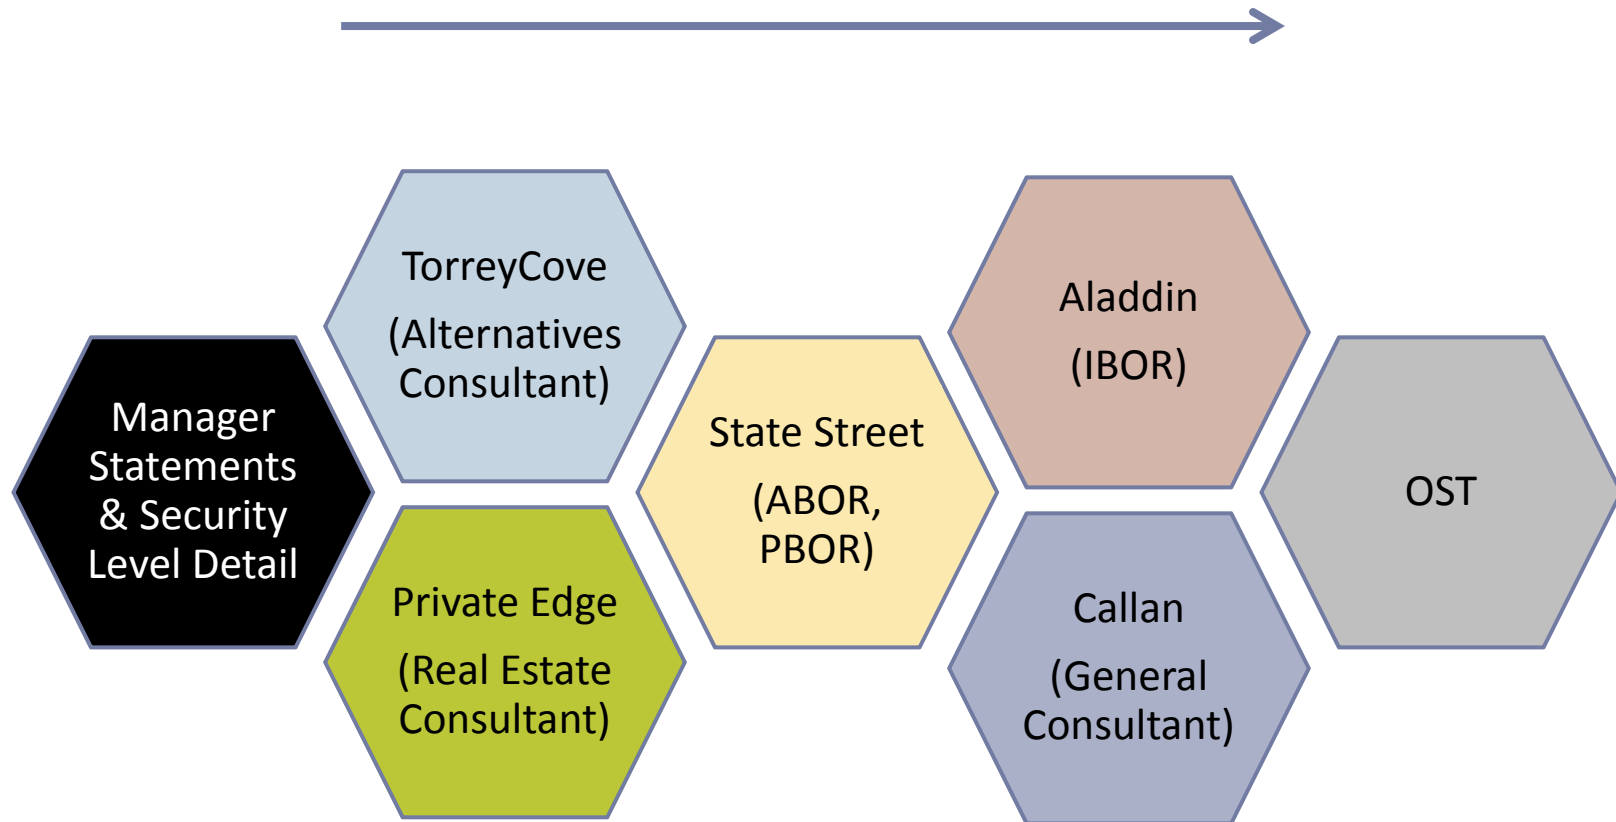 Manager
Statements
& Security
Level Detail
TorreyCove
(Alternatives
Consultant)
Private Edge
(Real Estate
Consultant)
State Street
(ABOR,
PBOR)
Aladdin
(IBOR)
Callan
(General
Consultant)
OST